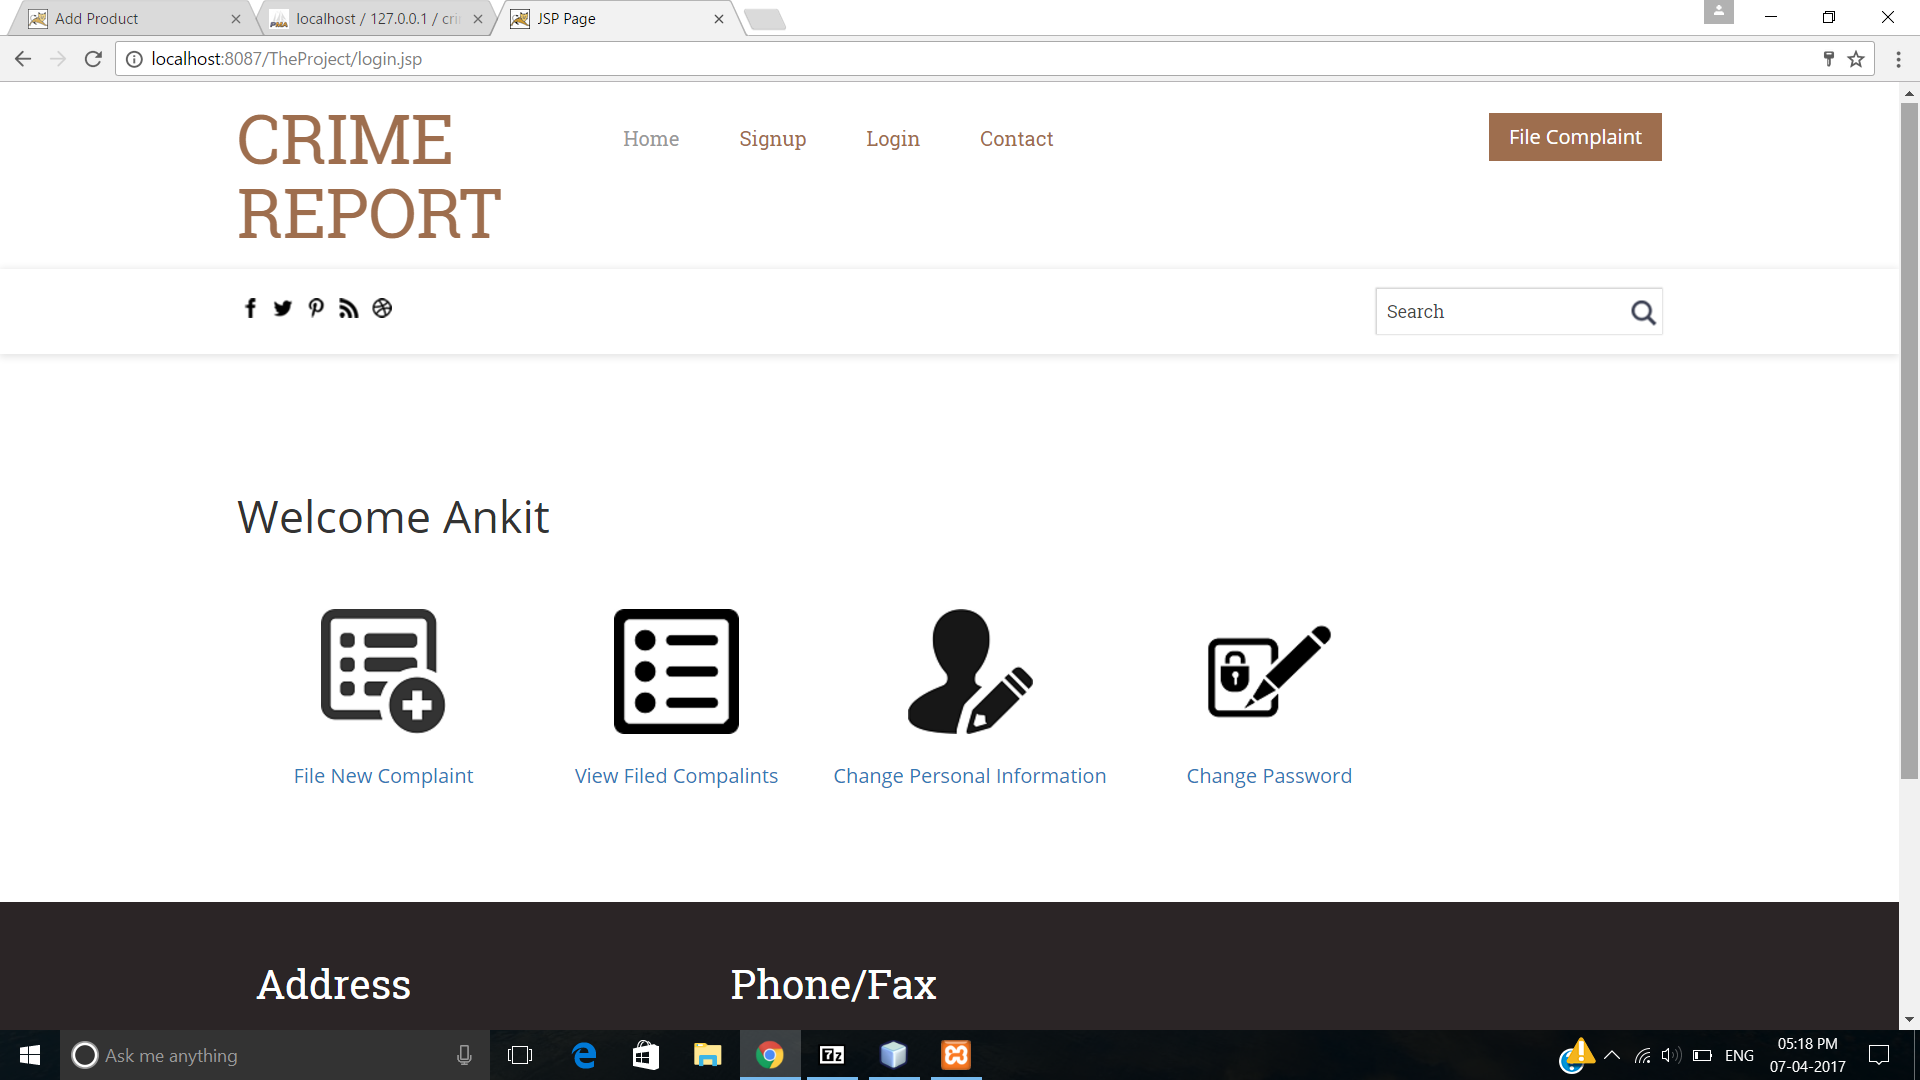 Add Product
localhost / 127.0.0.1 / cri
JSP Page
localhost:8087/TheProject/login.jsp
CRIME
REPORT
Home
Signup
Login
Contact
File Complaint
Search
Welcome Ankit
File New Complaint
View Filed Compalints
Change Personal Information
Change Password
Address
Phone/Fax
Ask me anything
7z
ENG
05:18 PM
07-04-2017